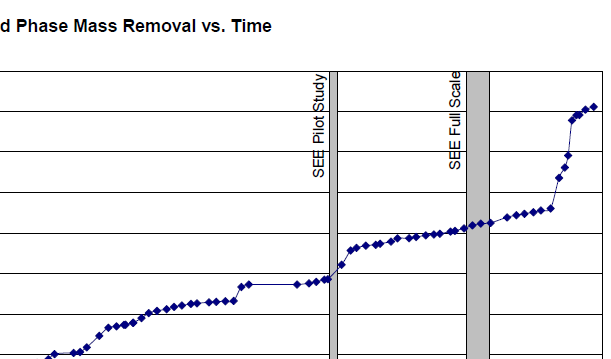 d Phase Mass Removal vs. Time
SEE Pilot Study
SEE Full Scale